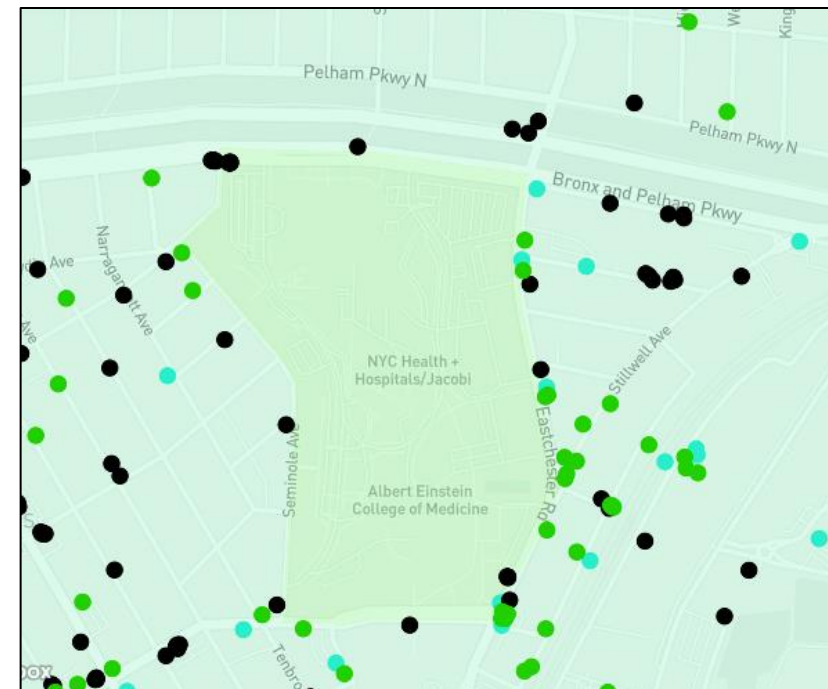 Pelham Pkwy N
Pelham Pkwy N
Bronx and Pelham Pkwy
Ave
Narragansett Ave
Ave
Stillwell Ave
NYC Health +
Hospitals/Jacobi
Eastchester Rd
Seminole Ave
Albert Einstein
College of Medicine